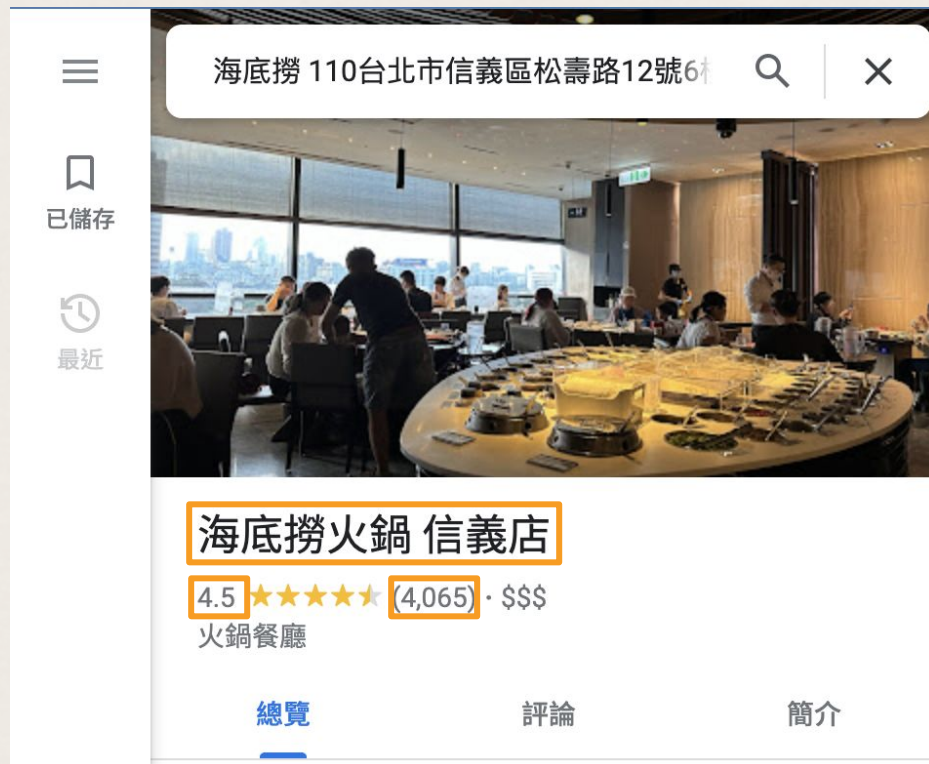 海底撈 110台北市信義區松壽路12號6
已儲存
最近
海底撈火鍋 信義店
4.5 (4,065) · $$$
火鍋餐廳
總覽 評論 簡介